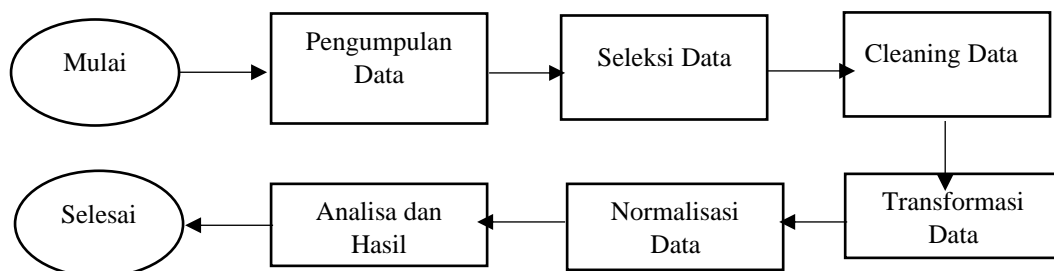 Mulai
Pengumpulan
Data
Seleksi Data
Cleaning Data
Transformasi
Data
Normalisasi
Data
Analisa dan
Hasil
Selesai